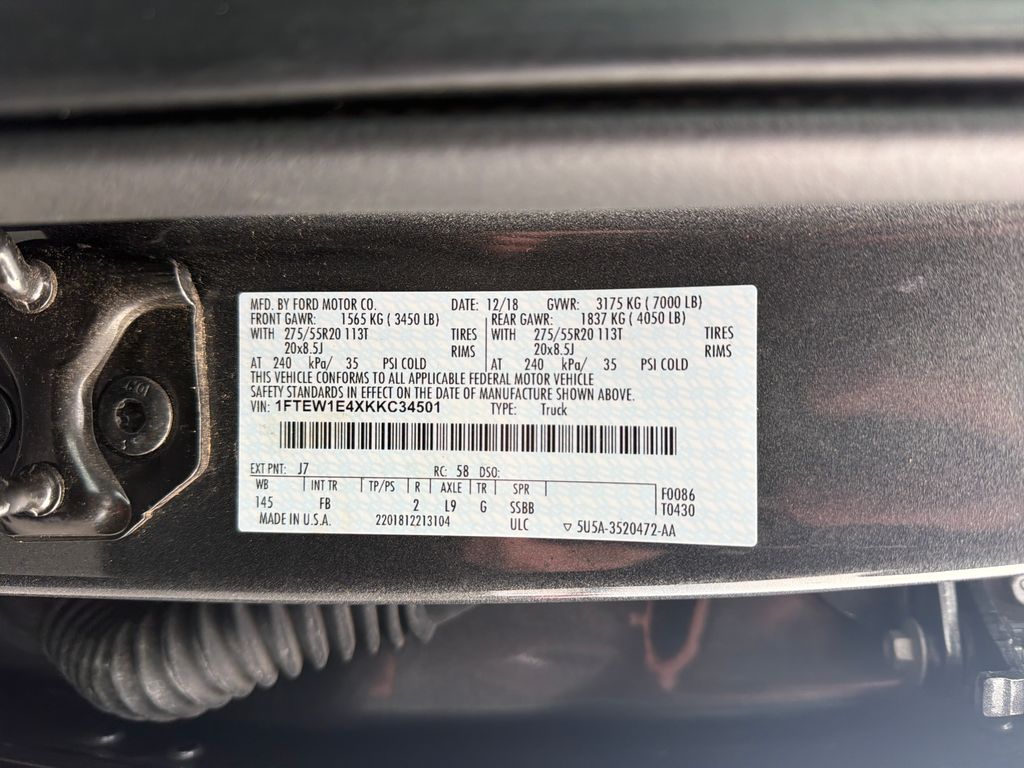 MFD. BY FORD MOTOR CO. DATE: 12/18 GVWR: 3175 KG ( 7000 LB)
FRONT GAWR: 1565 KG ( 3450 LB) REAR GAWR: 1837 KG ( 4050 LB)
WITH 275/55R20 113T TIRES WITH 275/55R20 113T TIRES
20x8.5J RIMS 20x8.5J RIMS
AT 240 kPa/ 35 PSI COLD AT 240 kPa/ 35 PSI COLD
THIS VEHICLE CONFORMS TO ALL APPLICABLE FEDERAL MOTOR VEHICLE
SAFETY STANDARDS IN EFFECT ON THE DATE OF MANUFACTURE SHOWN ABOVE.
VIN: 1FTEW1E4XKKC34501 TYPE: Truck
EXT PNT: J7 RC: 58 DSO:
WB INT TR TP/PS R AXLE TR SPR F0086
145 FB 2 L9 G SSBB T0430
MADE IN U.S.A. 2201812213104 ULC ▽ 5U5A-3520472-AA